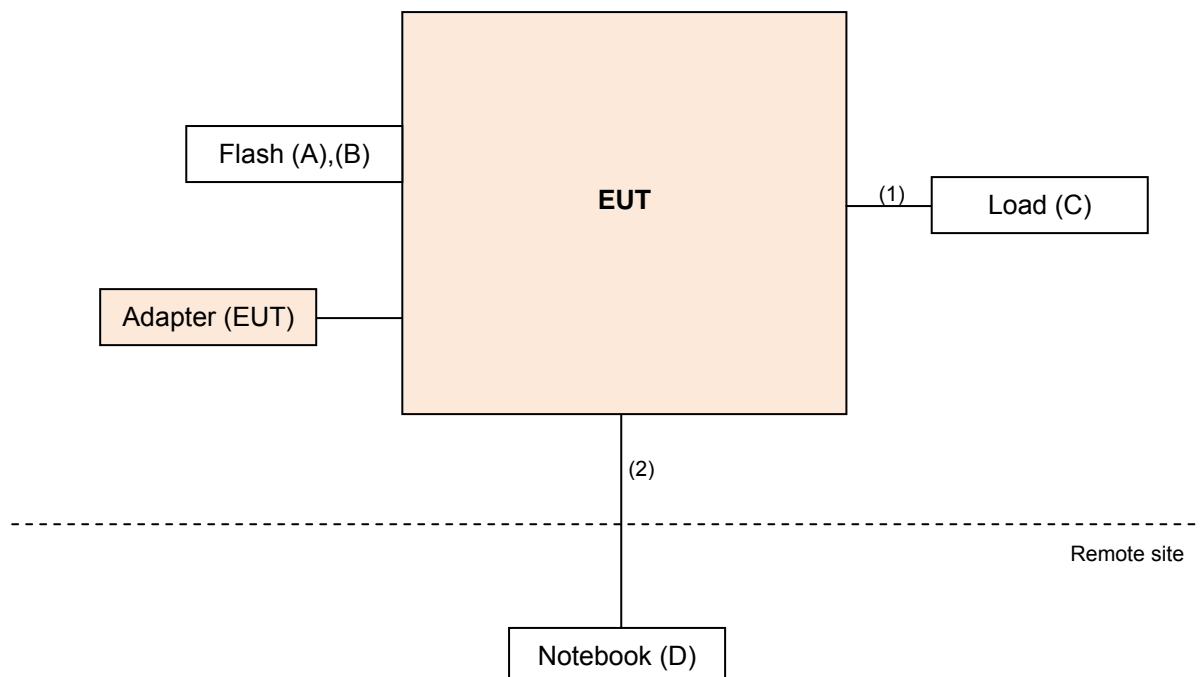 Flash (A),(B)
EUT
(1)
Load (C)
Adapter (EUT)
(2)
Remote site
Notebook (D)